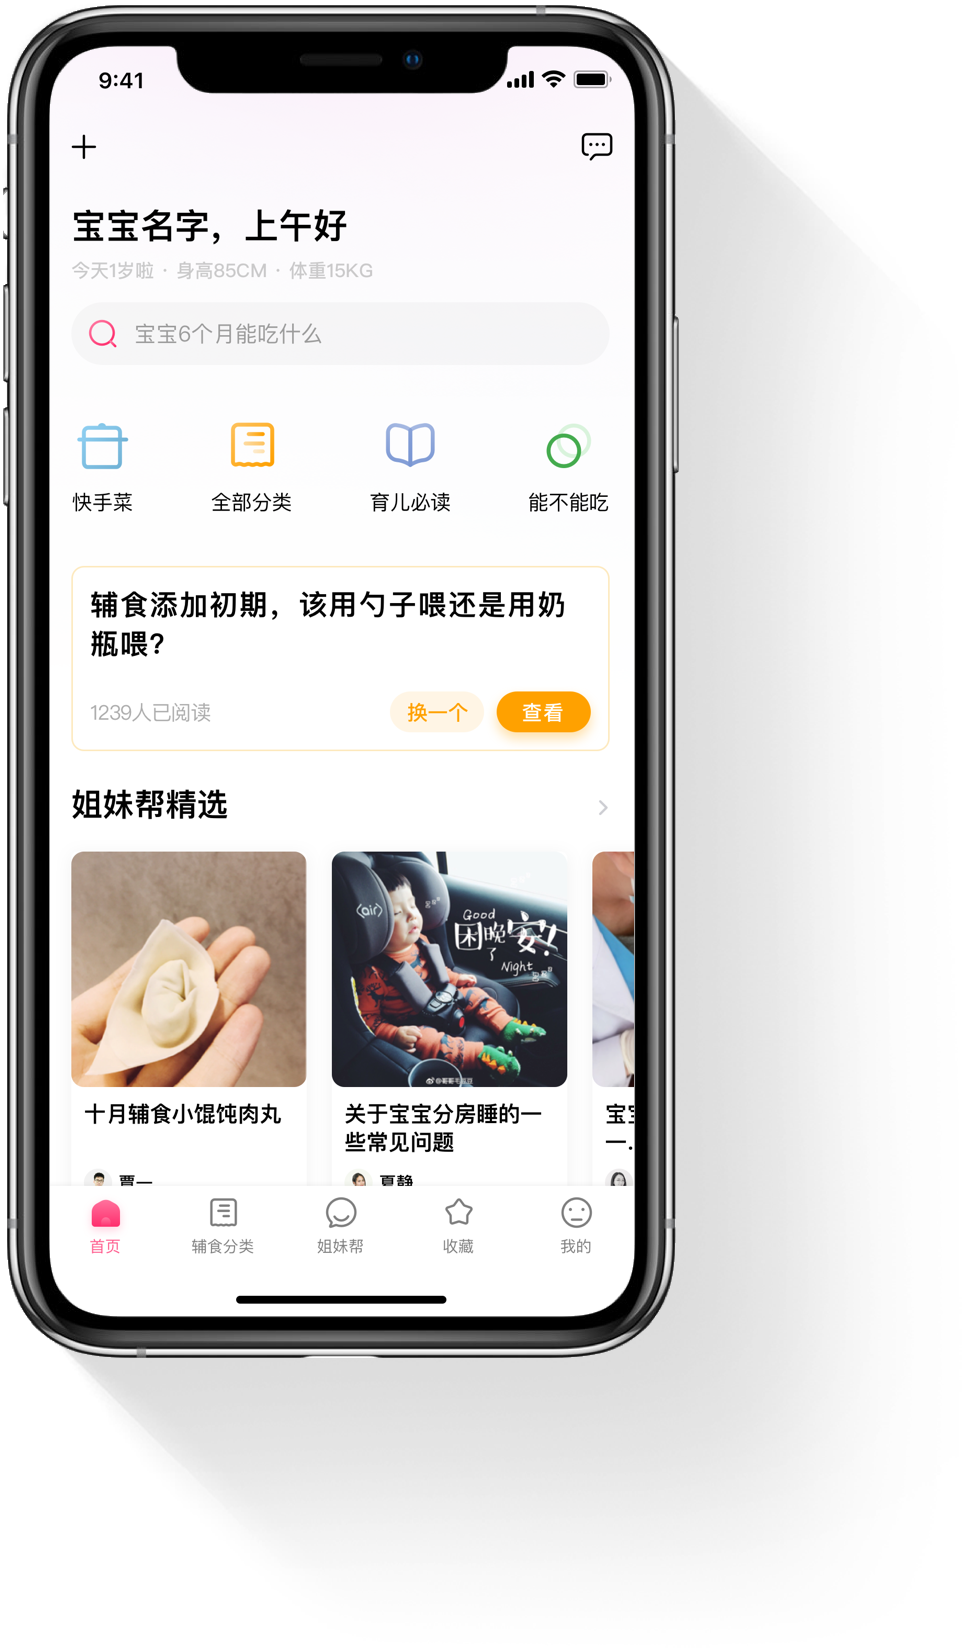 9:41
宝宝名字，上午好
今天1岁啦 · 身高85CM · 体重15KG
宝宝6个月能吃什么
快手菜 全部分类 育儿必读 能不能吃
辅食添加初期，该用勺子喂还是用奶
瓶喂?
1239人已阅读 换一个 查看
姐妹帮精选
(air)
Good
困晚安?!
了
Night
十月辅食小馄饨肉丸
关于宝宝分房睡的一
些常见问题
宝宝
一.
贾一 夏静
首页 辅食分类 姐妹帮 收藏 我的